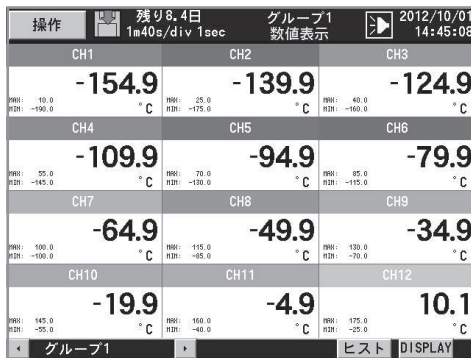 操作
残り8.4日
1m40s/div 1sec
グループ1
数値表示
2012/10/01
14:45:08
CH1 CH2 CH3
-154.9 -139.9 -124.9
MAX: 10.0 MAX: 25.0 MAX: 40.0
MIN: -190.0 °C MIN: -175.0 °C MIN: -160.0 °C
CH4 CH5 CH6
-109.9 -94.9 -79.9
MAX: 55.0 MAX: 70.0 MAX: 85.0
MIN: -145.0 °C MIN: -130.0 °C MIN: -115.0 °C
CH7 CH8 CH9
-64.9 -49.9 -34.9
MAX: 100.0 MAX: 115.0 MAX: 130.0
MIN: -100.0 °C MIN: -85.0 °C MIN: -70.0 °C
CH10 CH11 CH12
-19.9 -4.9 10.1
MAX: 145.0 MAX: 160.0 MAX: 175.0
MIN: -55.0 °C MIN: -40.0 °C MIN: -25.0 °C
グループ1 ヒスト DISPLAY